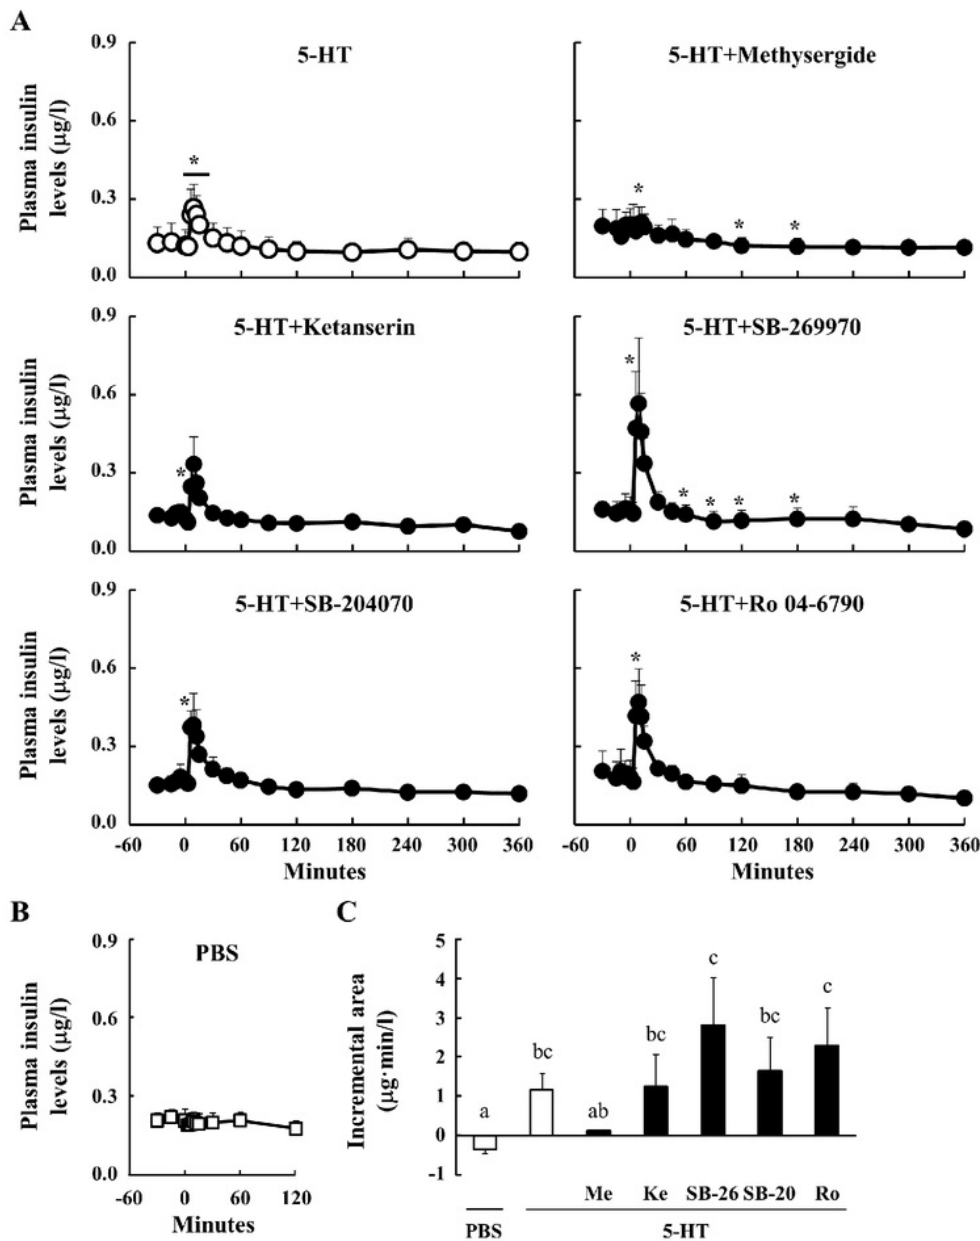 A
5-HT
5-HT+Methysergide
Plasma insulin
levels (µg/l)
0.9
0.6
0.3
0.0
*
* * *
5-HT+Ketanserin
5-HT+SB-269970
Plasma insulin
levels (µg/l)
0.9
0.6
0.3
0.0
*
* * * * *
5-HT+SB-204070
5-HT+Ro 04-6790
Plasma insulin
levels (µg/l)
0.9
0.6
0.3
0.0
*
*
-60 0 60 120 180 240 300 360
-60 0 60 120 180 240 300 360
Minutes
Minutes
B
PBS
Plasma insulin
levels (µg/l)
0.9
0.6
0.3
0.0
-60 0 60 120
Minutes
C
Incremental area
(µg·min/l)
5
4
3
2
1
0
-1
a bc ab bc c bc c
Me Ke SB-26 SB-20 Ro
PBS 5-HT